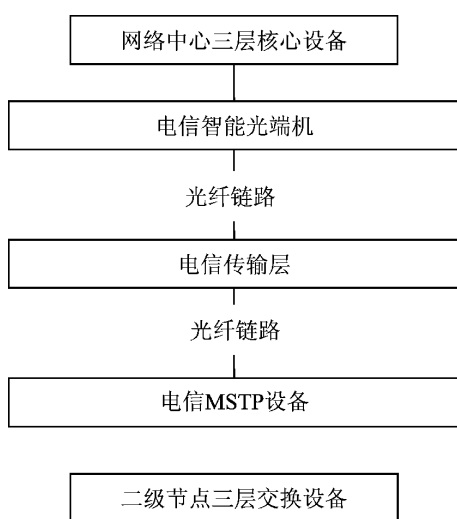 网络中心三层核心设备
电信智能光端机
光纤链路
电信传输层
光纤链路
电信MSTP设备
二级节点三层交换设备